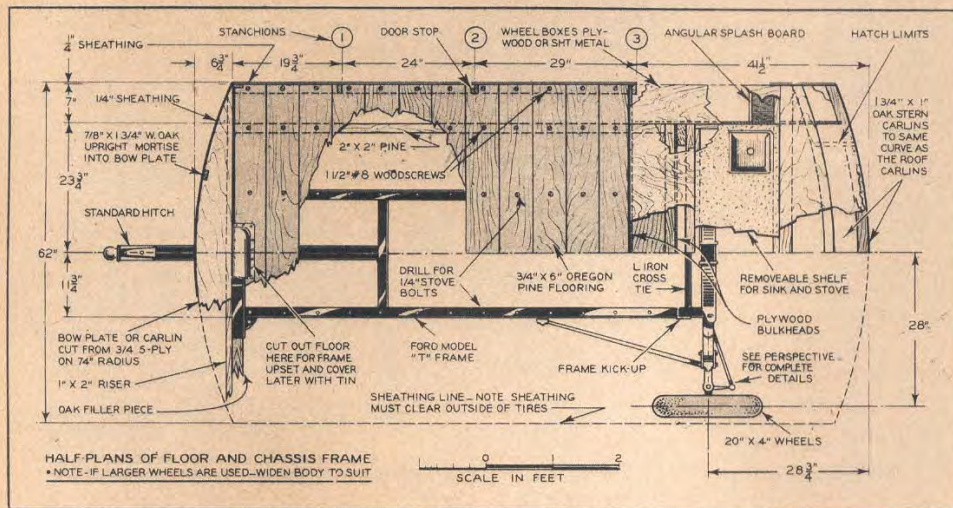 1/4"
SHEATHING
STANCHIONS
1
DOOR STOP
2
WHEEL BOXES PLY-
WOOD OR SHT METAL
3
ANGULAR SPLASH BOARD
HATCH LIMITS
6 3/4"
19 3/4"
24"
29"
41 1/2"
7"
1/4" SHEATHING
7/8" X 1 3/4" W. OAK
UPRIGHT MORTISE
INTO BOW PLATE
2" X 2" PINE
1 1/2" #8 WOODSCREWS
1 3/4" X 1"
OAK STERN
CARLINS
TO SAME
CURVE AS
THE ROOF
CARLINS
23 3/4"
STANDARD HITCH
62"
DRILL FOR
1/4" STOVE
BOLTS
3/4" X 6" OREGON
PINE FLOORING
L IRON
CROSS
TIE
REMOVEABLE SHELF
FOR SINK AND STOVE
PLYWOOD
BULKHEADS
28"
BOW PLATE OR CARLIN
CUT FROM 3/4 5-PLY
ON 74" RADIUS
1" X 2" RISER
OAK FILLER PIECE
CUT OUT FLOOR
HERE FOR FRAME
UPSET AND COVER
LATER WITH TIN
FORD MODEL
"T" FRAME
FRAME KICK-UP
SEE PERSPECTIVE
FOR COMPLETE
DETAILS
SHEATHING LINE—NOTE SHEATHING
MUST CLEAR OUTSIDE OF TIRES
20" X 4" WHEELS
HALF-PLANS OF FLOOR AND CHASSIS FRAME
• NOTE-IF LARGER WHEELS ARE USED—WIDEN BODY TO SUIT
0 1 2
SCALE IN FEET
28 3/4"